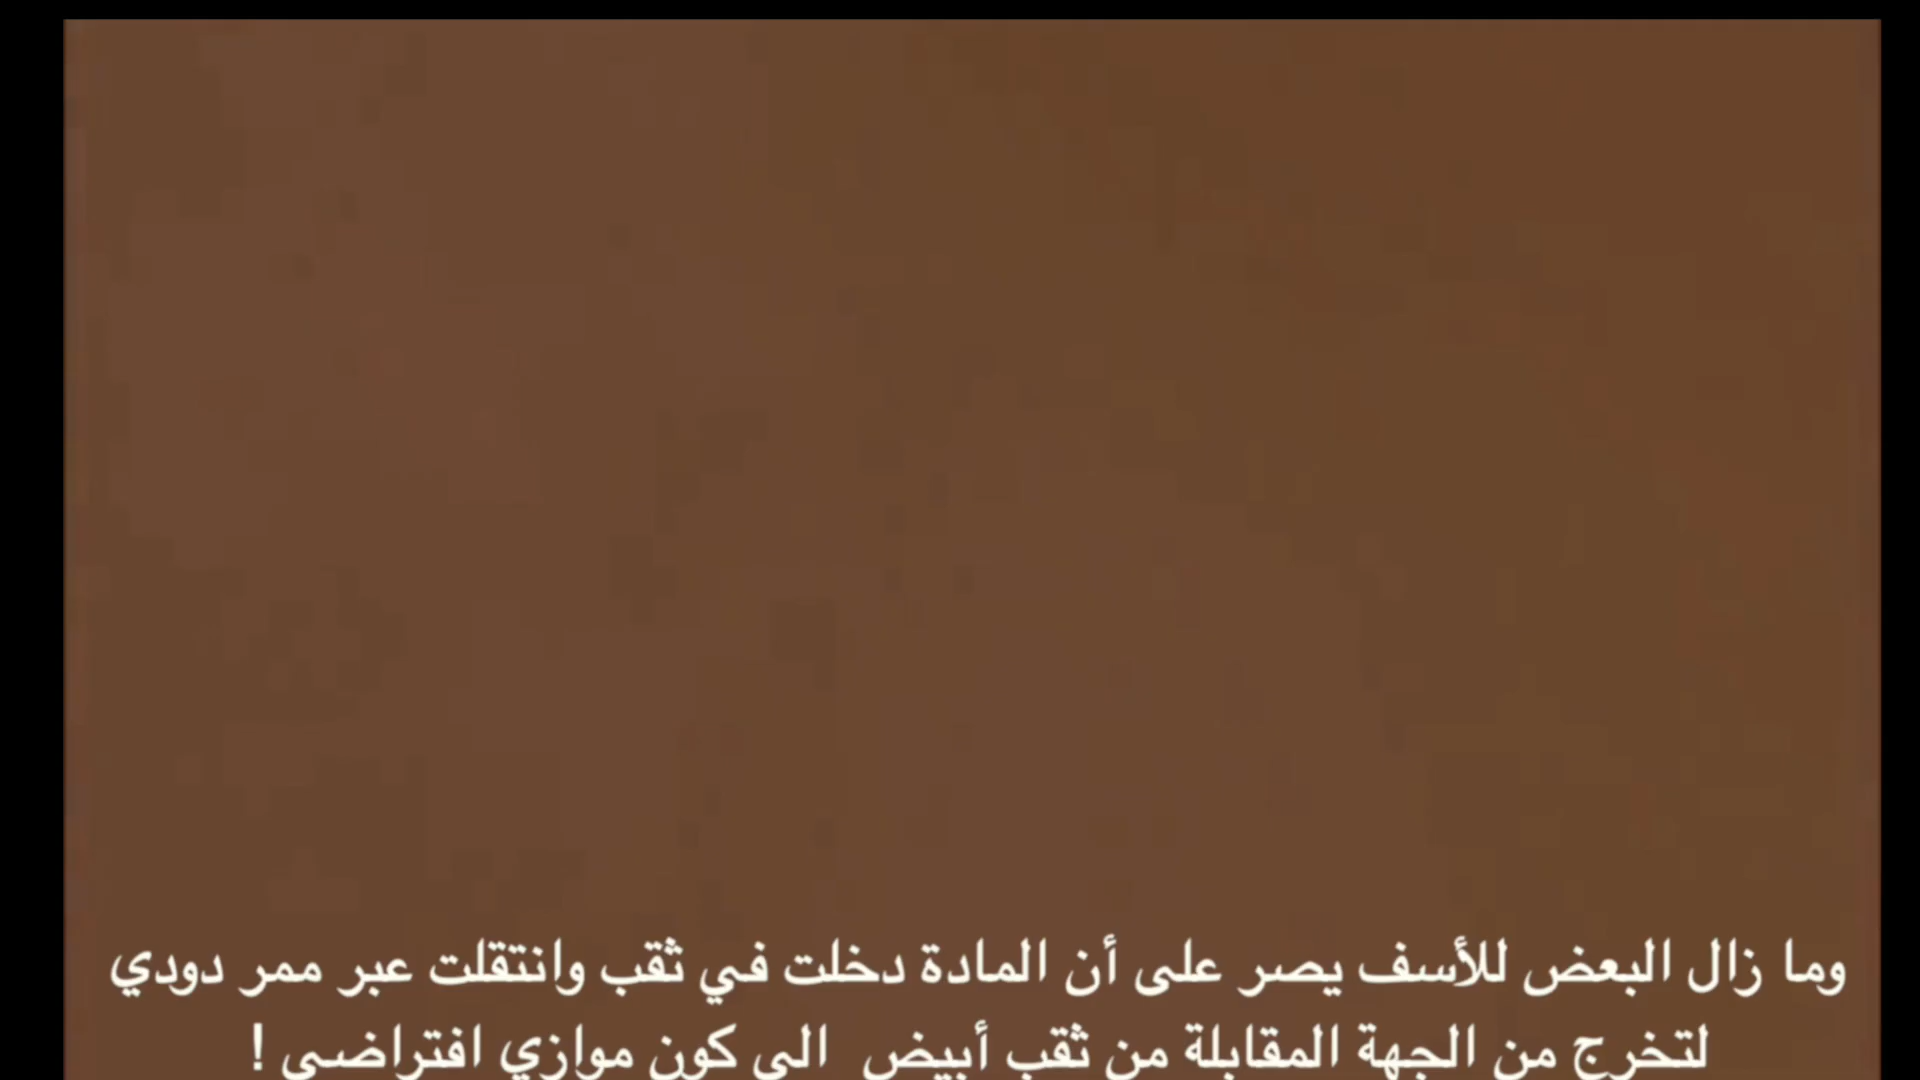 وما زال البعض للأسف يصر على أن المادة دخلت في ثقب وانتقلت عبر ممر دودي
لتخرج من الجهة المقابلة من ثقب أبيض الى كون موازي افتراضي !